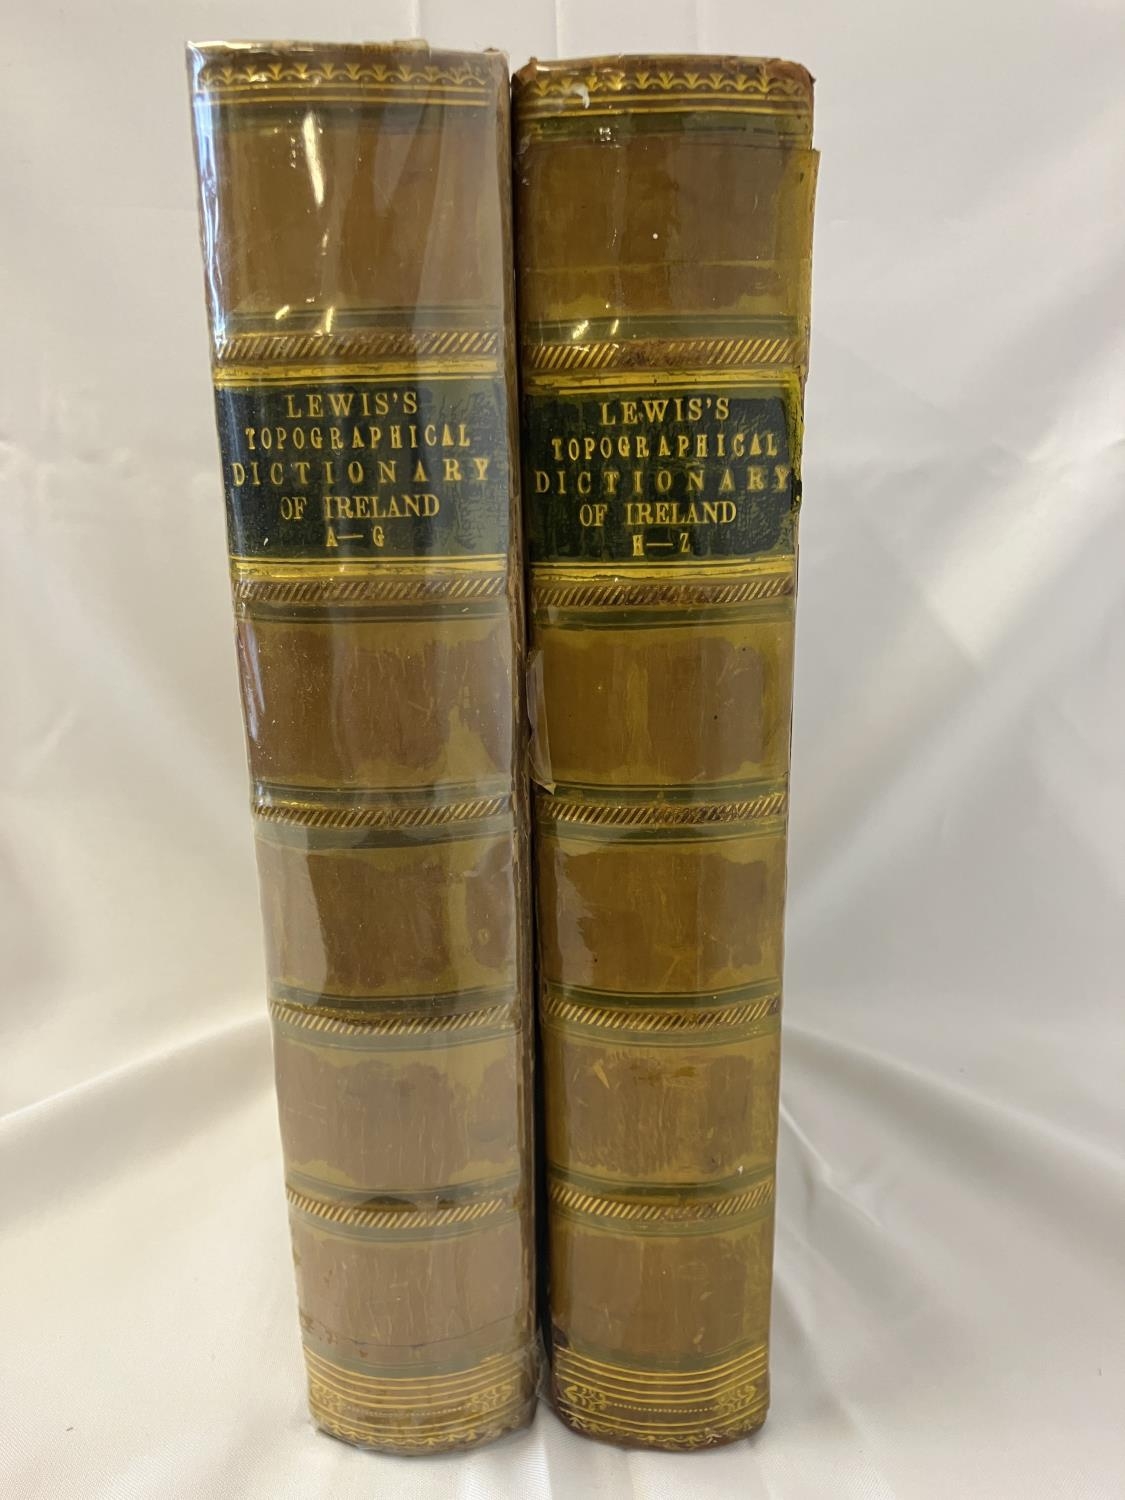 LEWIS'S
TOPOGRAPHICAL
DICTIONARY
OF IRELAND
A—G
LEWIS'S
TOPOGRAPHICAL
DICTIONARY
OF IRELAND
H—Z